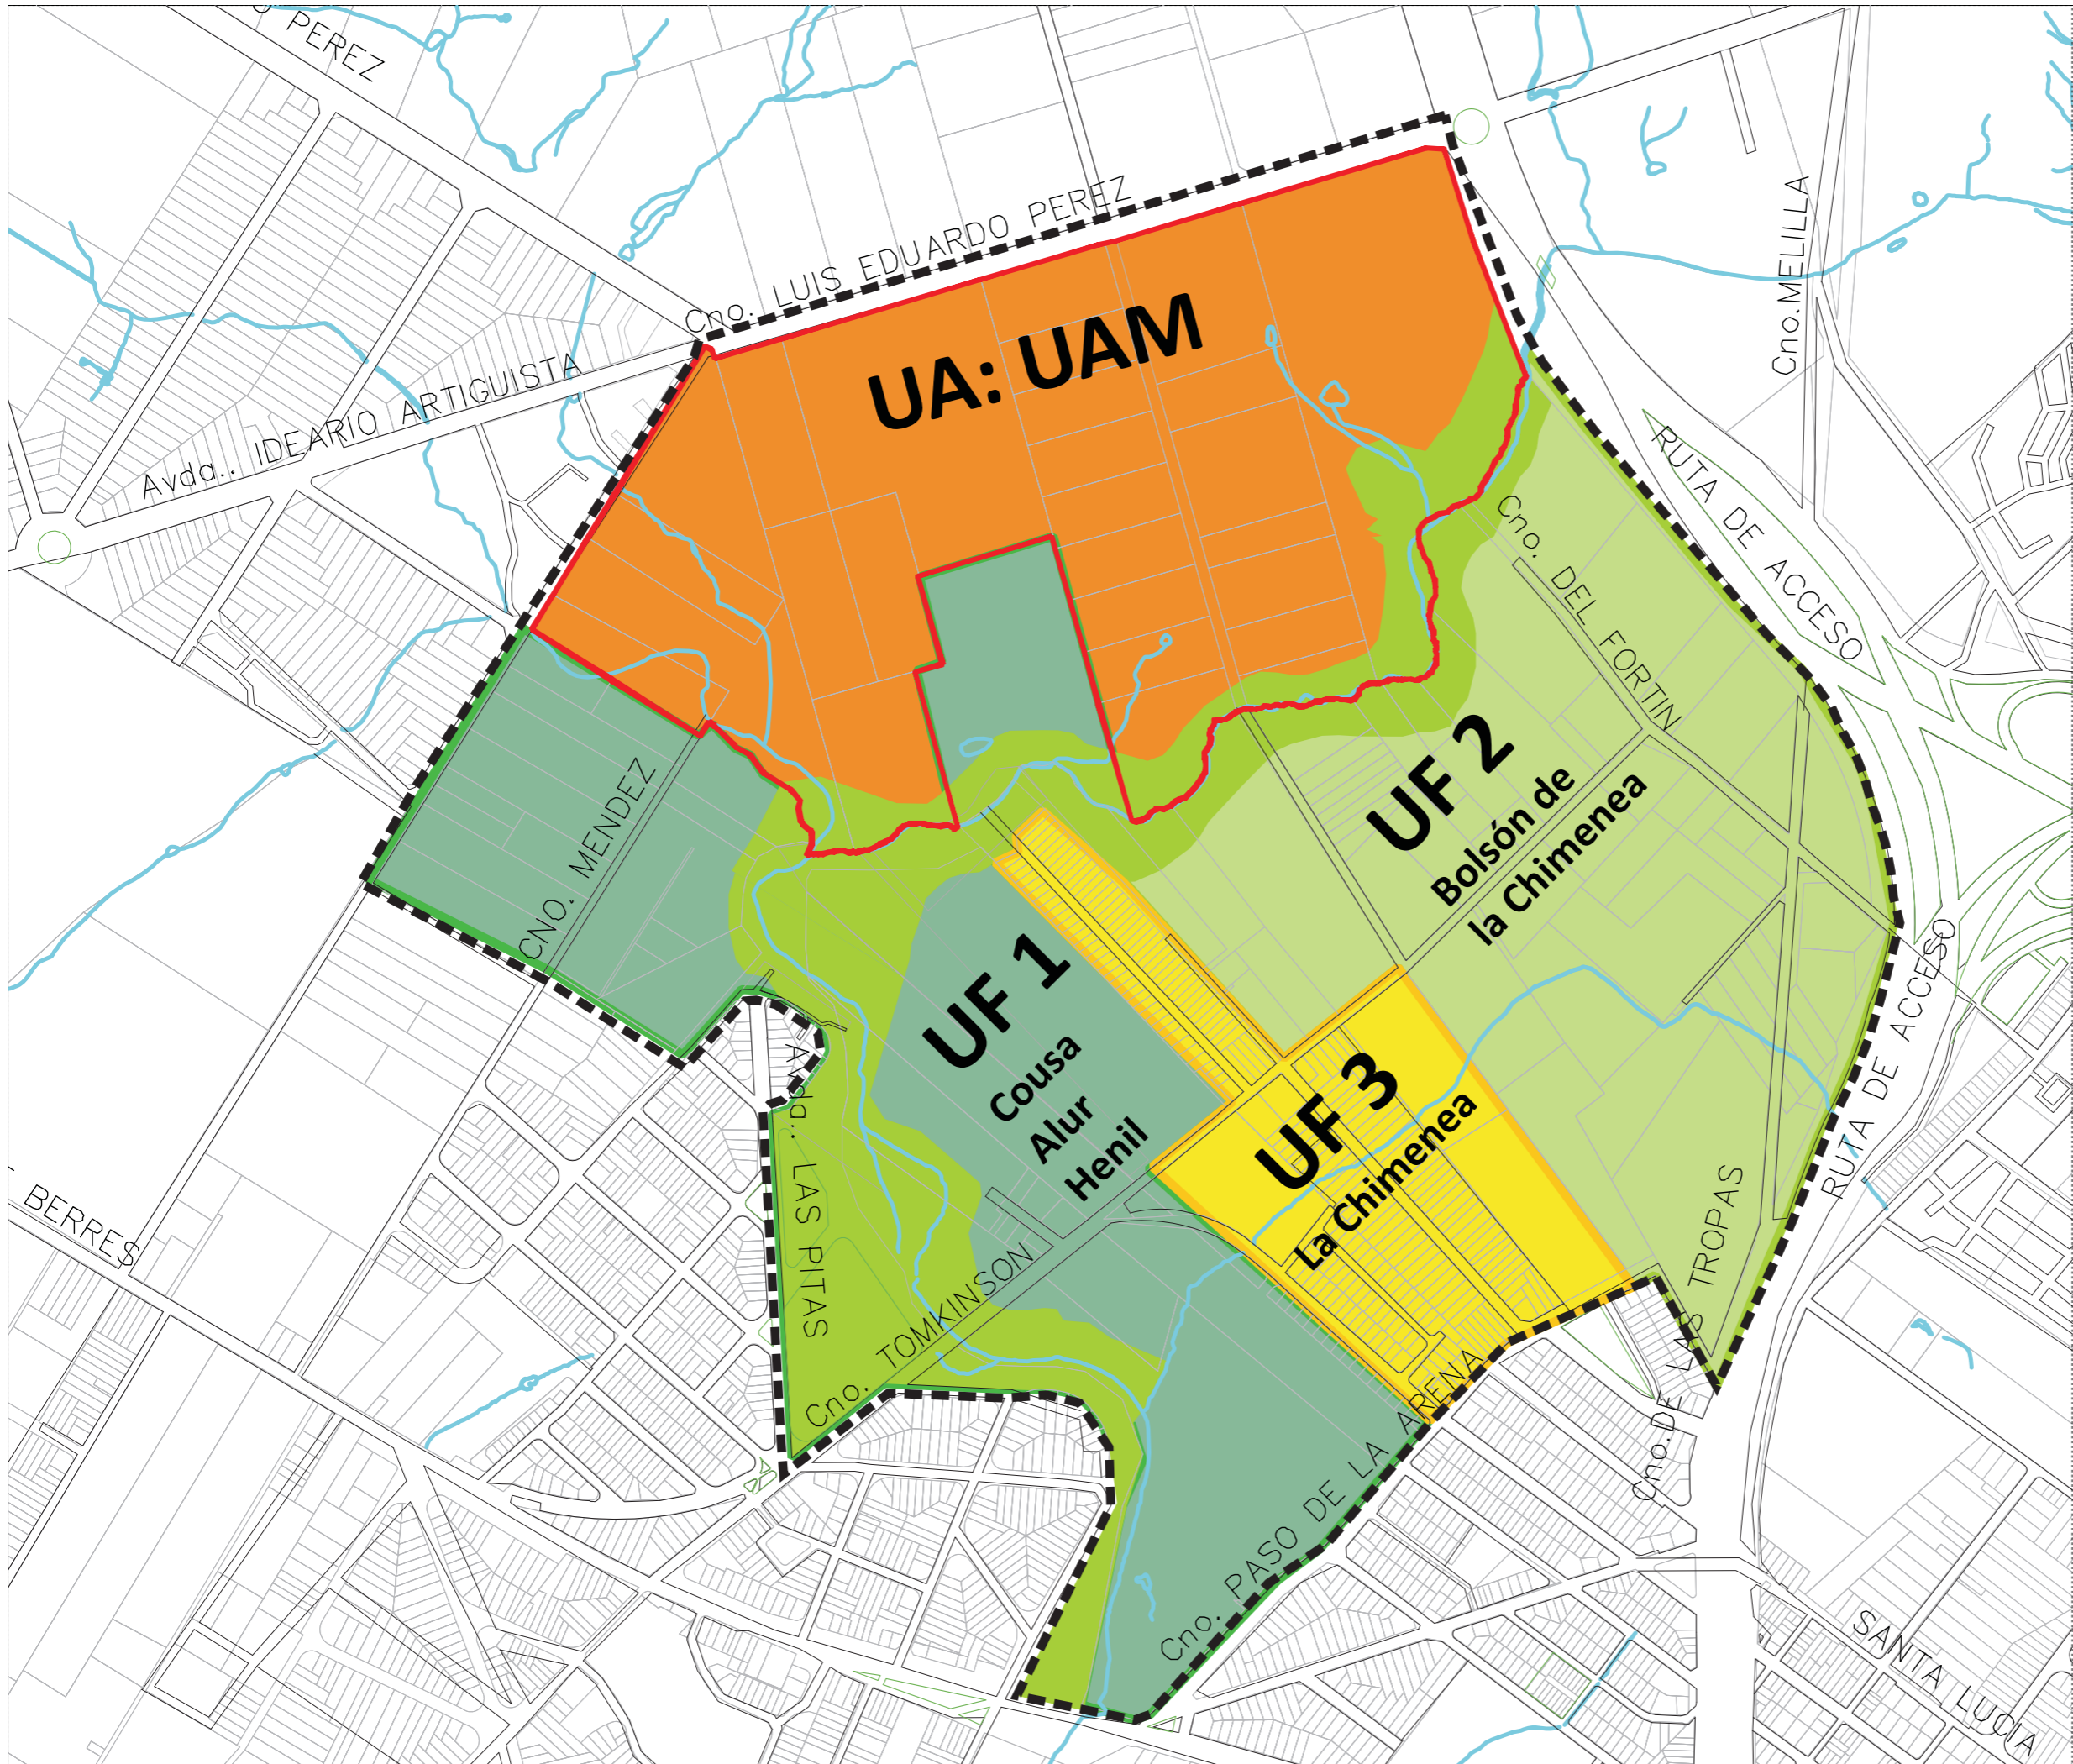 PEREZ
Cno. LUIS EDUARDO PEREZ
Cno.MELILLA
Avda.. IDEARIO ARTIGUISTA
UA: UAM
RUTA DE ACCESO
Cno. DEL FORTIN
CNO. MENDEZ
UF 2
Bolsón de
la Chimenea
UF 1
Cousa
Alur
Henil
RUTA DE ACCESO
UF 3
La Chimenea
Avda.. LAS PITAS
BERRES
Cno. TOMKINSON
Cno.DE LAS TROPAS
Cno. PASO DE LA ARENA
SANTA LUCIA